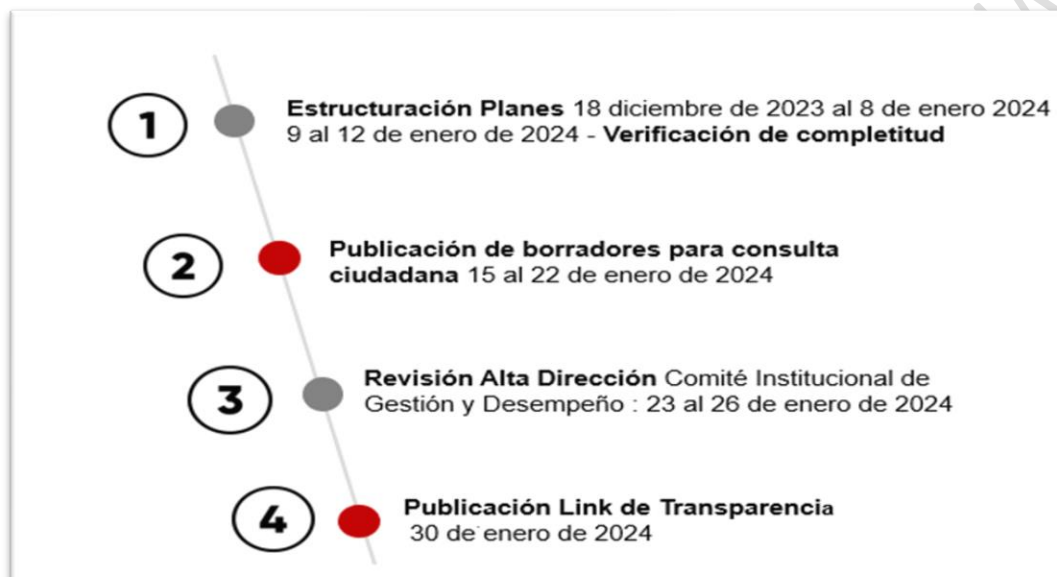 1
Estructuración Planes 18 diciembre de 2023 al 8 de enero 2024
9 al 12 de enero de 2024 - Verificación de completitud
2
Publicación de borradores para consulta
ciudadana 15 al 22 de enero de 2024
3
Revisión Alta Dirección Comité Institucional de
Gestión y Desempeño : 23 al 26 de enero de 2024
4
Publicación Link de Transparencia
30 de enero de 2024